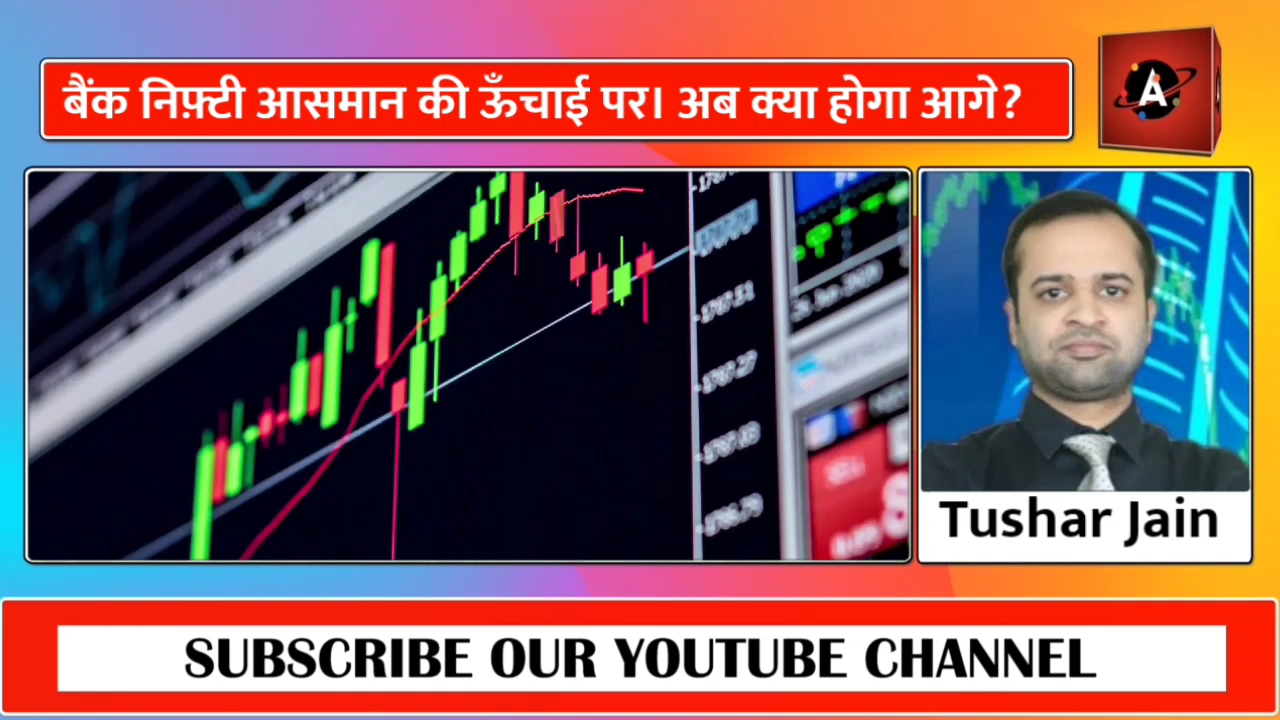 बैंक निफ़्टी आसमान की ऊँचाई पर। अब क्या होगा आगे?
A
Tushar Jain
SUBSCRIBE OUR YOUTUBE CHANNEL